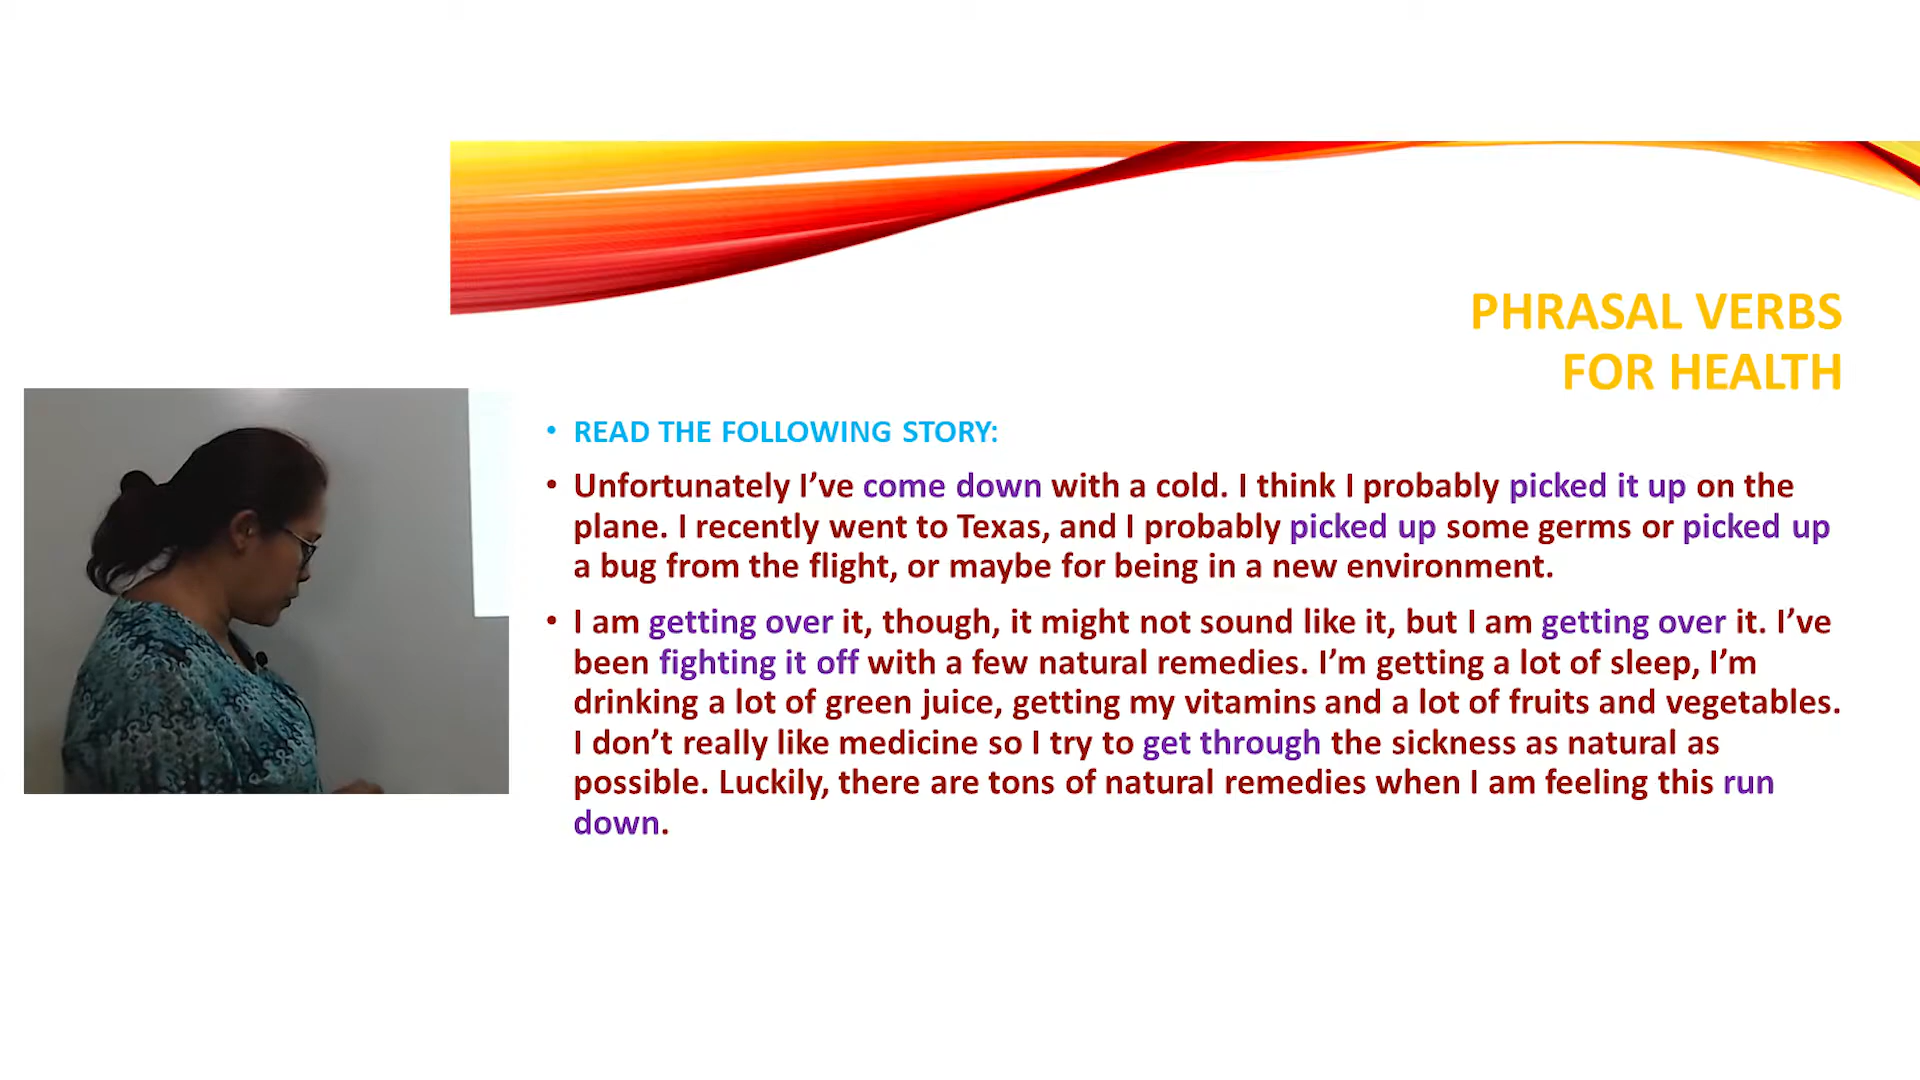 PHRASAL VERBS
FOR HEALTH
• READ THE FOLLOWING STORY:
• Unfortunately I’ve come down with a cold. I think I probably picked it up on the
plane. I recently went to Texas, and I probably picked up some germs or picked up
a bug from the flight, or maybe for being in a new environment.
• I am getting over it, though, it might not sound like it, but I am getting over it. I’ve
been fighting it off with a few natural remedies. I’m getting a lot of sleep, I’m
drinking a lot of green juice, getting my vitamins and a lot of fruits and vegetables.
I don’t really like medicine so I try to get through the sickness as natural as
possible. Luckily, there are tons of natural remedies when I am feeling this run
down.